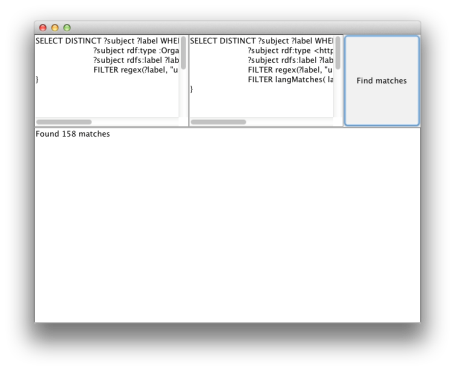 SELECT DISTINCT ?subject ?label WHE
?subject rdf:type :Orga
?subject rdfs:label ?lab
FILTER regex(?label, "u
}
SELECT DISTINCT ?subject ?label WHE
?subject rdf:type <http
?subject rdfs:label ?lab
FILTER regex(?label, "u
FILTER langMatches( la
}
Find matches
Found 158 matches